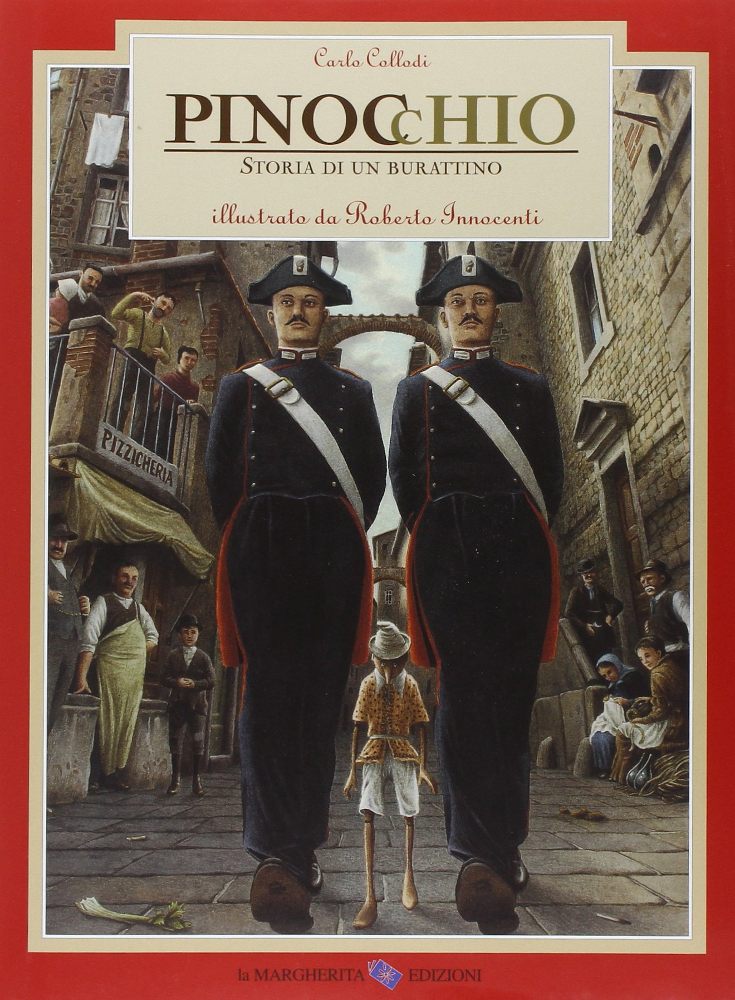 Carlo Collodi
PINOCcHIO
STORIA DI UN BURATTINO
illustrato da Roberto Innocenti
PIZZICHERIA
la MARGHERITA EDIZIONI